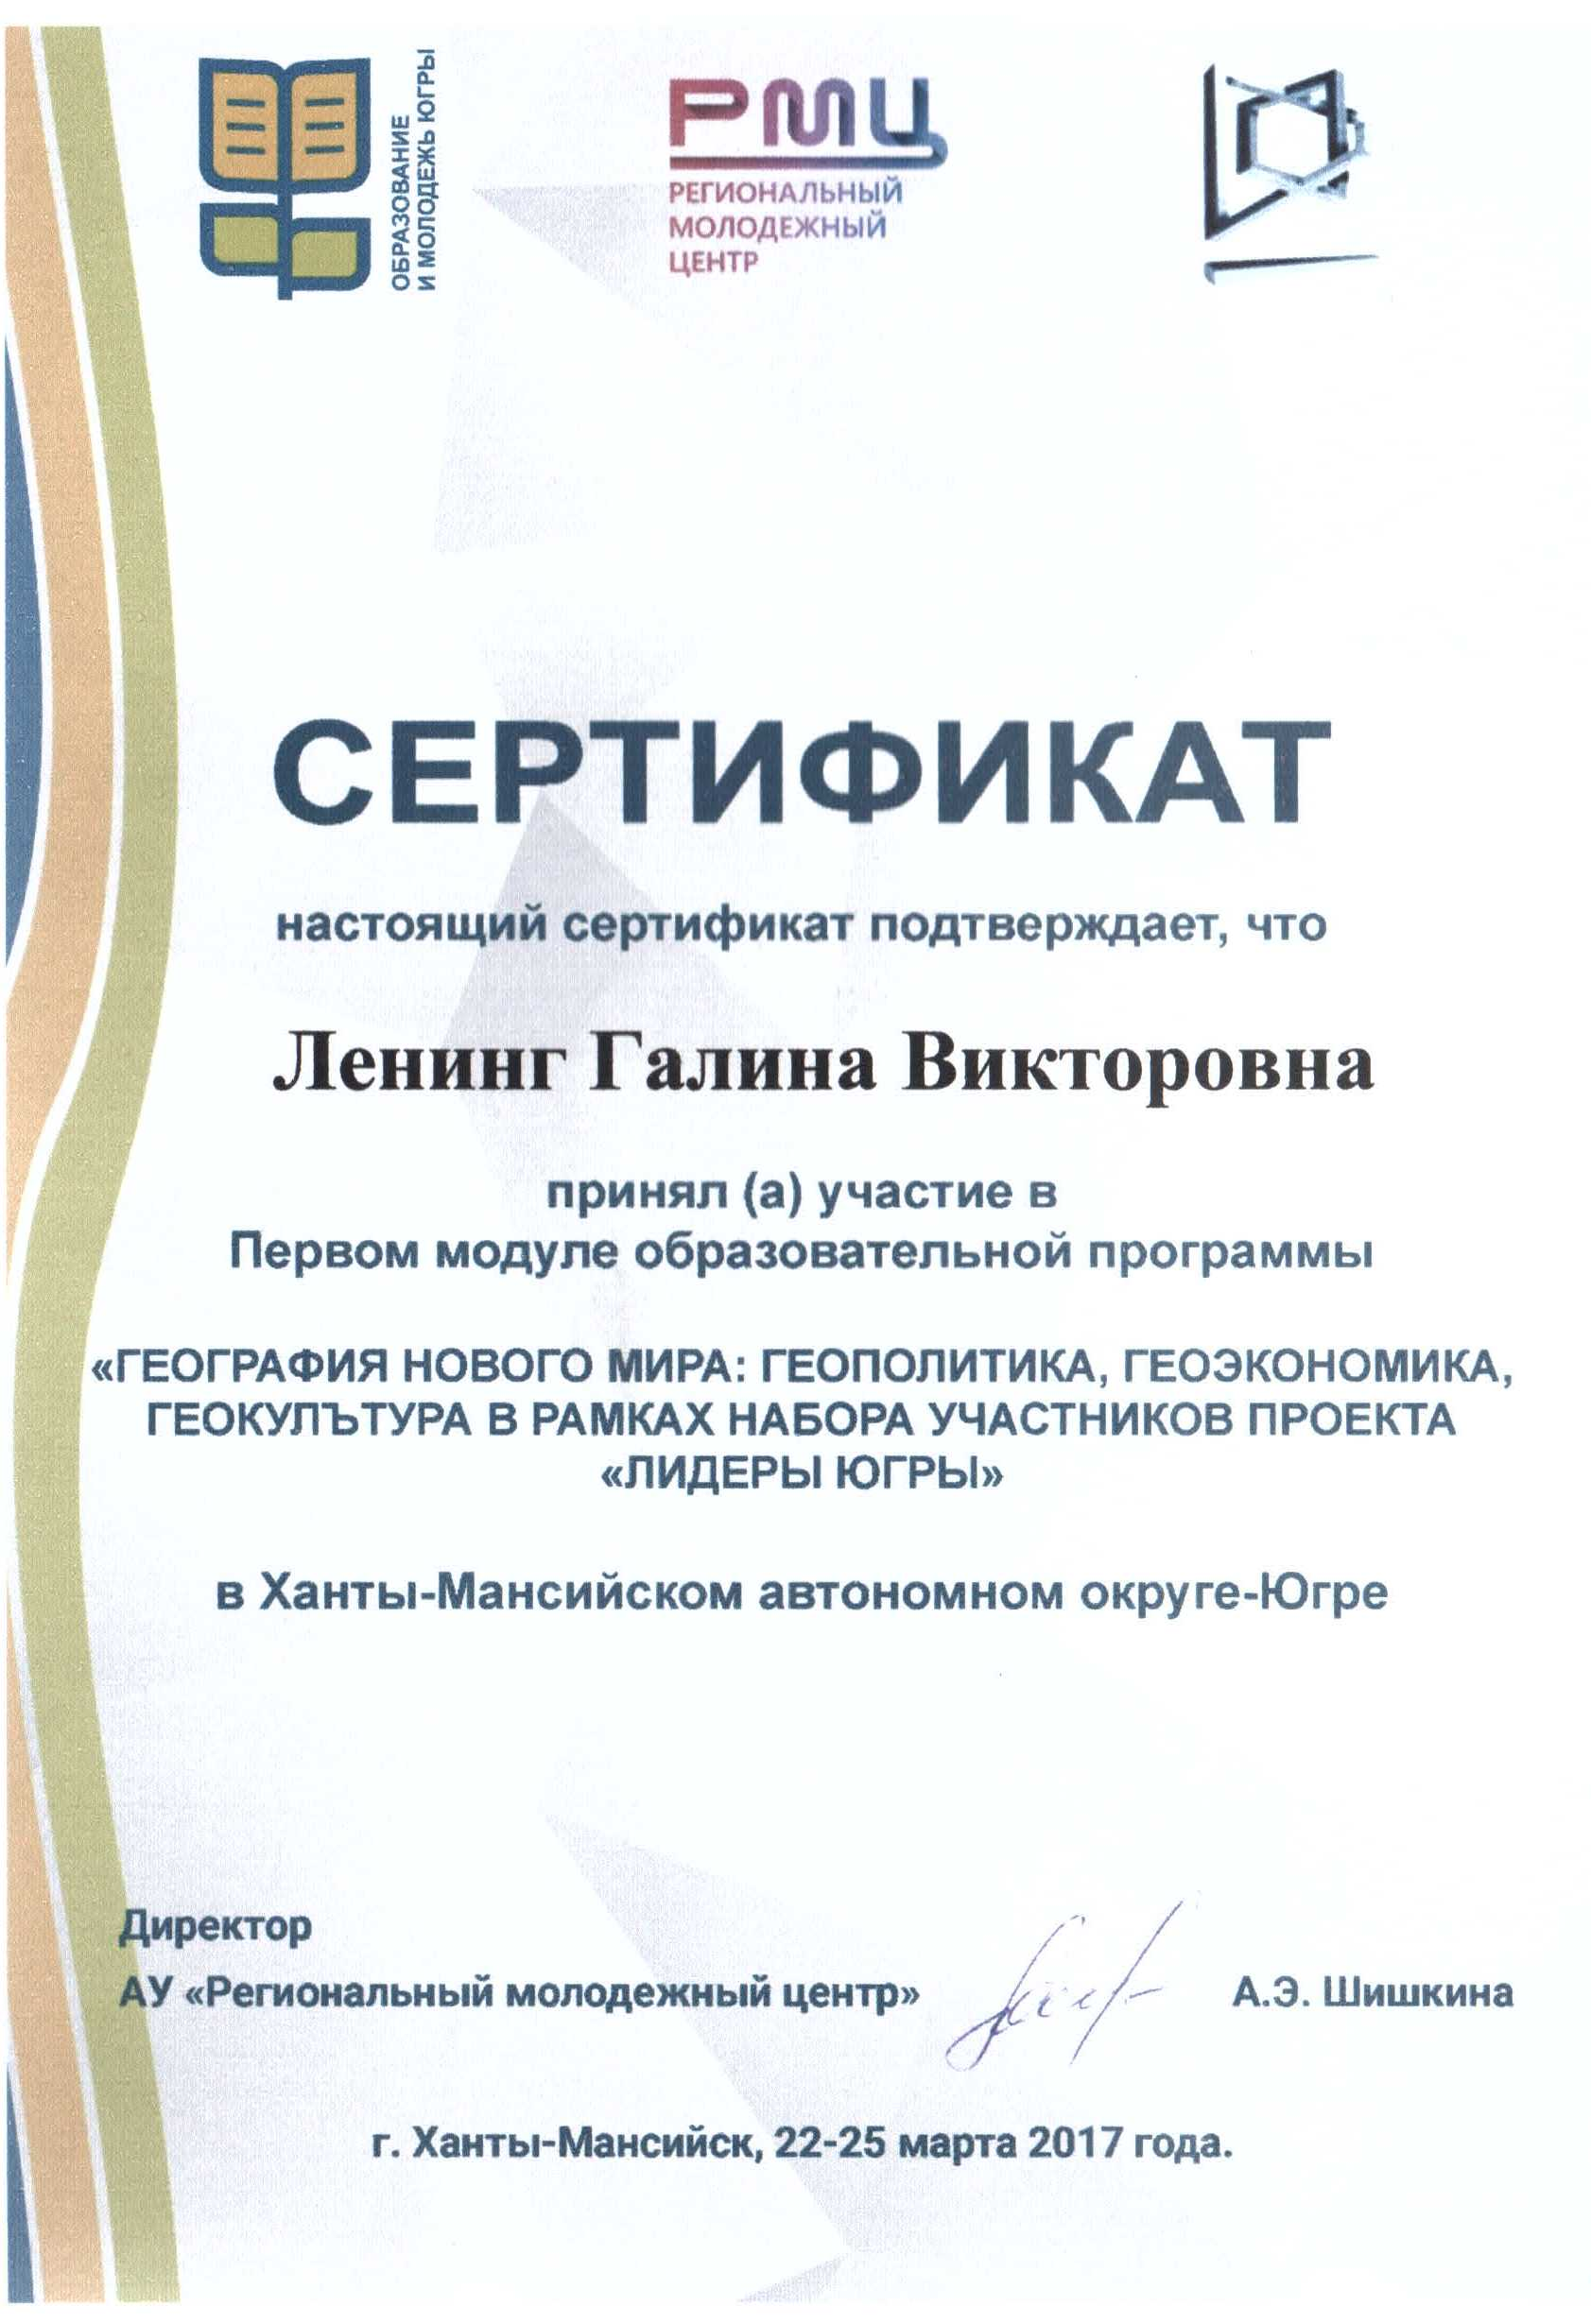 ОБРАЗОВАНИЕ
И МОЛОДЕЖЬ ЮГРЫ
РМЦ
РЕГИОНАЛЬНЫЙ
МОЛОДЕЖНЫЙ
ЦЕНТР
СЕРТИФИКАТ
настоящий сертификат подтверждает, что
Ленинг Галина Викторовна
принял (а) участие в
Первом модуле образовательной программы
«ГЕОГРАФИЯ НОВОГО МИРА: ГЕОПОЛИТИКА, ГЕОЭКОНОМИКА,
ГЕОКУЛЪТУРА В РАМКАХ НАБОРА УЧАСТНИКОВ ПРОЕКТА
«ЛИДЕРЫ ЮГРЫ»
в Ханты-Мансийском автономном округе-Югре
Директор
АУ «Региональный молодежный центр» А.Э. Шишкина
г. Ханты-Мансийск, 22-25 марта 2017 года.